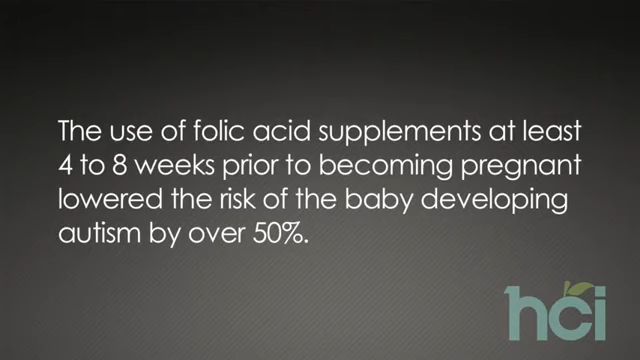 The use of folic acid supplements at least
4 to 8 weeks prior to becoming pregnant
lowered the risk of the baby developing
autism by over 50%.
hci